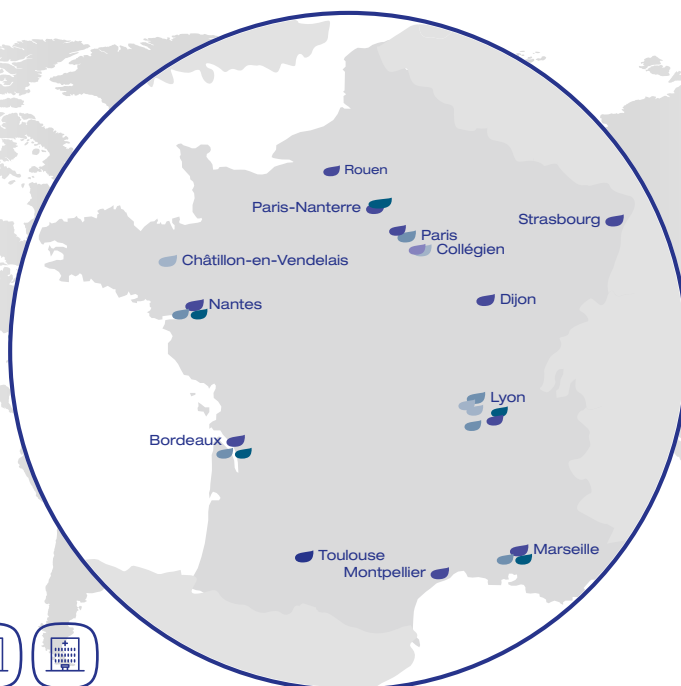 Rouen
Paris-Nanterre
Strasbourg
Paris
Collégien
Châtillon-en-Vendelais
Dijon
Nantes
Lyon
Bordeaux
Marseille
Toulouse
Montpellier